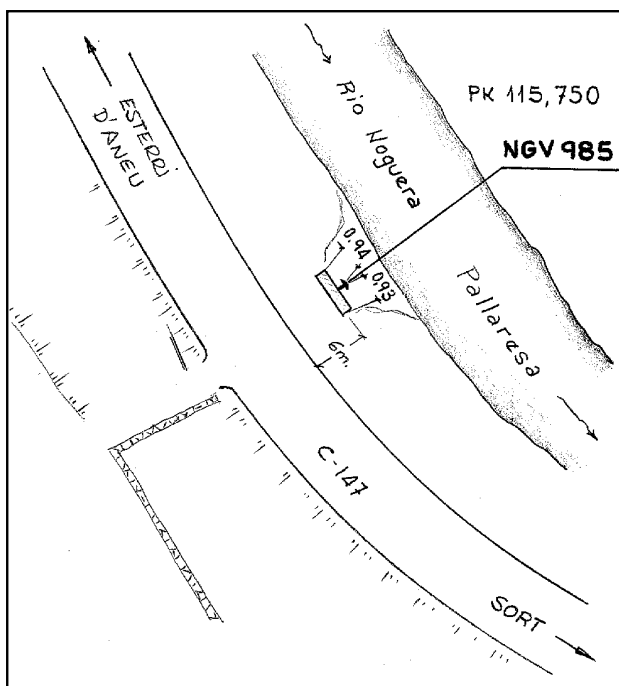 ESTERRI
D'ANEU
Rio Noguera
Pallaresa
PK 115,750
NGV 985
0.94
0.93
6m.
C-147
SORT